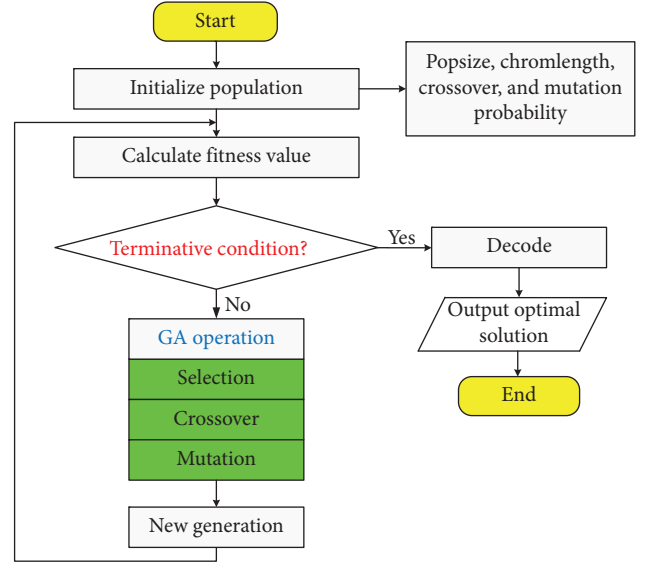 Start
Initialize population
Popsize, chromlength,
crossover, and mutation
probability
Calculate fitness value
Terminative condition?
Yes
Decode
No
Output optimal
solution
GA operation
Selection
Crossover
Mutation
End
New generation